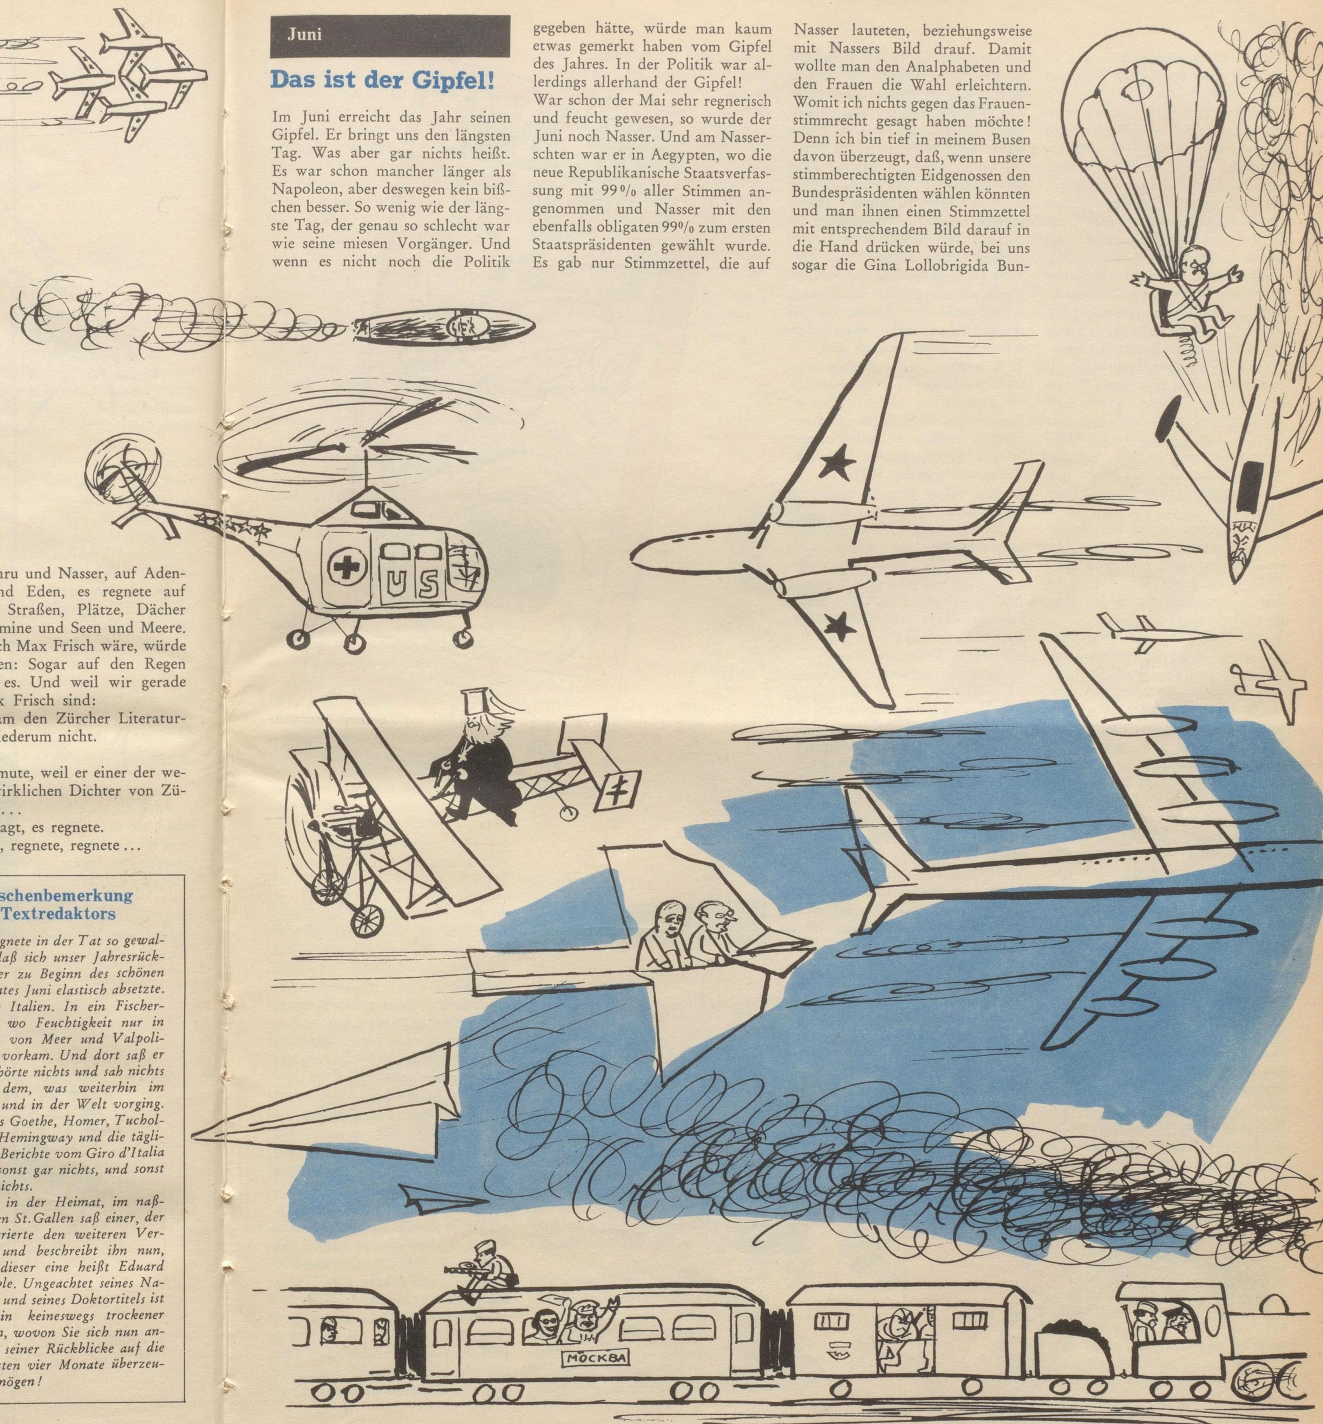 hru und Nasser, auf Aden-
nd Eden, es regnete auf
Straßen, Plätze, Dächer
mine und Seen und Meere.
ch Max Frisch wäre, würde
en: Sogar auf den Regen
es. Und weil wir gerade
x Frisch sind:
am den Zürcher Literatur-
iederum nicht.
mute, weil er einer der we-
virklichen Dichter von Zü-
...
agt, es regnete.
, regnete, regnete ...
schenbemerkung
Textredaktors
gnete in der Tat so gewal-
laß sich unser Jahresrück-
er zu Beginn des schönen
ates Juni elastisch absetzte.
Italien. In ein Fischer-
wo Feuchtigkeit nur in
von Meer und Valpoli-
vorkam. Und dort saß er
hörte nichts und sah nichts
dem, was weiterhin im
und in der Welt vorging.
s Goethe, Homer, Tuchol-
Hemingway und die tägli-
Berichte vom Giro d'Italia
sonst gar nichts, und sonst
ichts.
in der Heimat, im naß-
en St. Gallen saß einer, der
rierte den weiteren Ver-
und beschreibt ihn nun,
dieser eine heißt Eduard
ple. Ungeachtet seines Na-
und seines Doktortitels ist
in keineswegs trockener
n, wovon Sie sich nun an-
seiner Rückblicke auf die
sten vier Monate überzeu-
mögen!
Juni
Das ist der Gipfel!
Im Juni erreicht das Jahr seinen
Gipfel. Er bringt uns den längsten
Tag. Was aber gar nichts heißt.
Es war schon mancher länger als
Napoleon, aber deswegen kein biß-
chen besser. So wenig wie der läng-
ste Tag, der genau so schlecht war
wie seine miesen Vorgänger. Und
wenn es nicht noch die Politik
gegeben hätte, würde man kaum
etwas gemerkt haben vom Gipfel
des Jahres. In der Politik war al-
lerdings allerhand der Gipfel!
War schon der Mai sehr regnerisch
und feucht gewesen, so wurde der
Juni noch Nasser. Und am Nasser-
schten war er in Aegypten, wo die
neue Republikanische Staatsverfas-
sung mit 99% aller Stimmen an-
genommen und Nasser mit den
ebenfalls obligaten 99% zum ersten
Staatspräsidenten gewählt wurde.
Es gab nur Stimmzettel, die auf
Nasser lauteten, beziehungsweise
mit Nassers Bild drauf. Damit
wollte man den Analphabeten und
den Frauen die Wahl erleichtern.
Womit ich nichts gegen das Frauen-
stimmrecht gesagt haben möchte!
Denn ich bin tief in meinem Busen
davon überzeugt, daß, wenn unsere
stimmberechtigten Eidgenossen den
Bundespräsidenten wählen könnten
und man ihnen einen Stimmzettel
mit entsprechendem Bild darauf in
die Hand drücken würde, bei uns
sogar die Gina Lollobrigida Bun-
US
МОСКВА